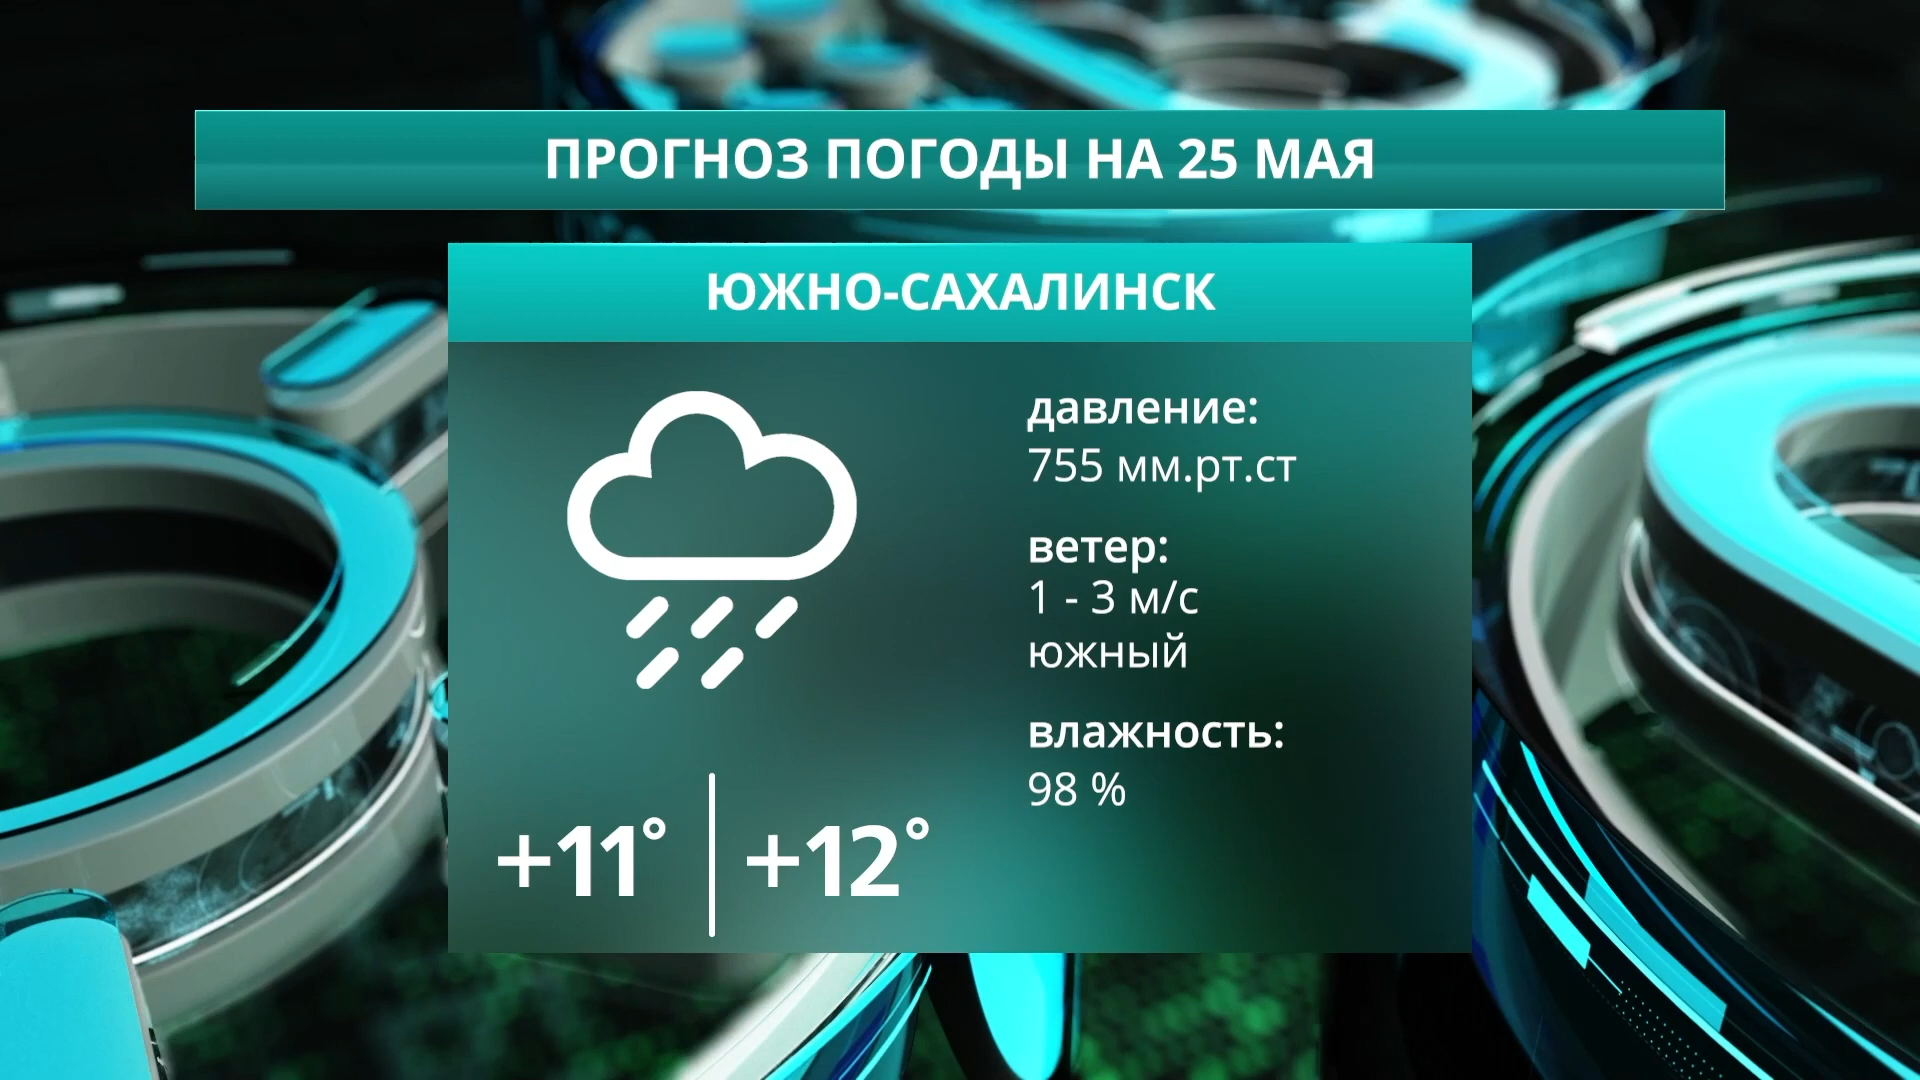 ПРОГНОЗ ПОГОДЫ НА 25 МАЯ
ЮЖНО-САХАЛИНСК
давление:
755 мм.рт.ст
ветер:
1 - 3 м/с
южный
влажность:
98 %
+11° +12°